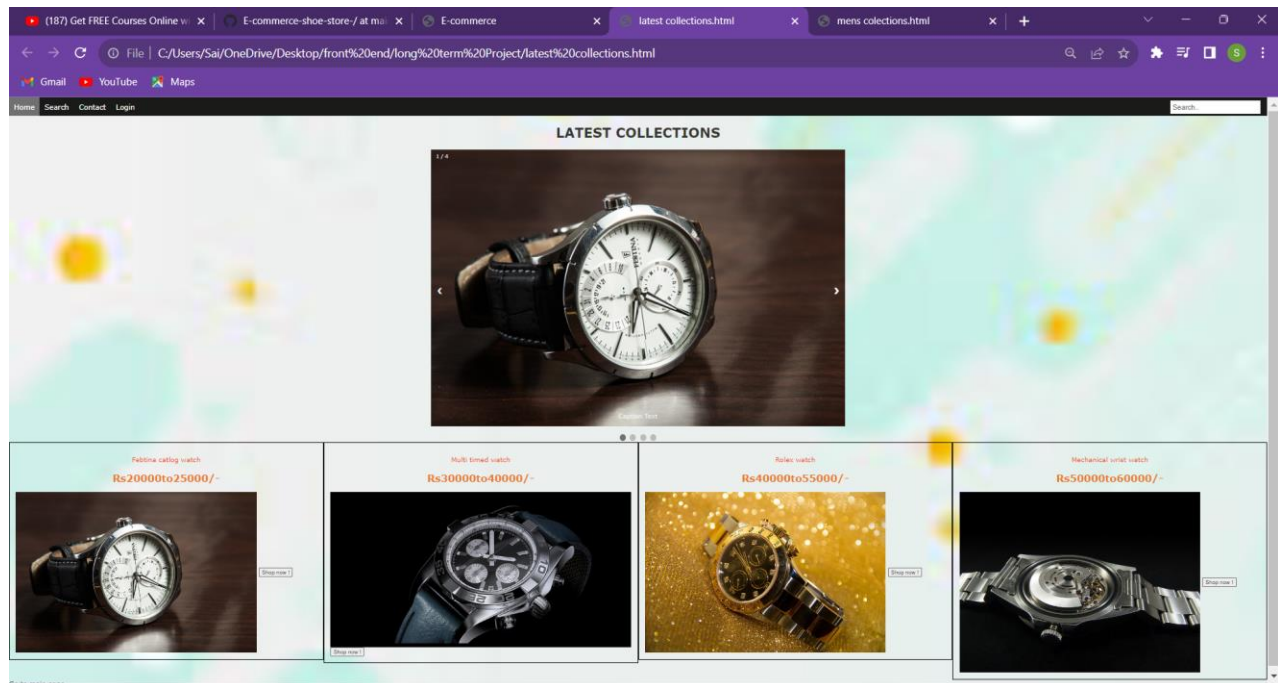 (187) Get FREE Courses Online wi
E-commerce-shoe-store-/ at mai
E-commerce
latest collections.html
mens colections.html
File
C:/Users/Sai/OneDrive/Desktop/front%20end/long%20term%20Project/latest%20collections.html
S
Gmail
YouTube
Maps
Home Search Contact Login
Search..
LATEST COLLECTIONS
1 / 4
FESTINA
Caption Text
Febtina catlog watch
Rs20000to25000/-
Shop now !
Multi timed watch
Rs30000to40000/-
Shop now !
Rolex watch
Rs40000to55000/-
Shop now !
Mechanical wrist watch
Rs50000to60000/-
Shop now !